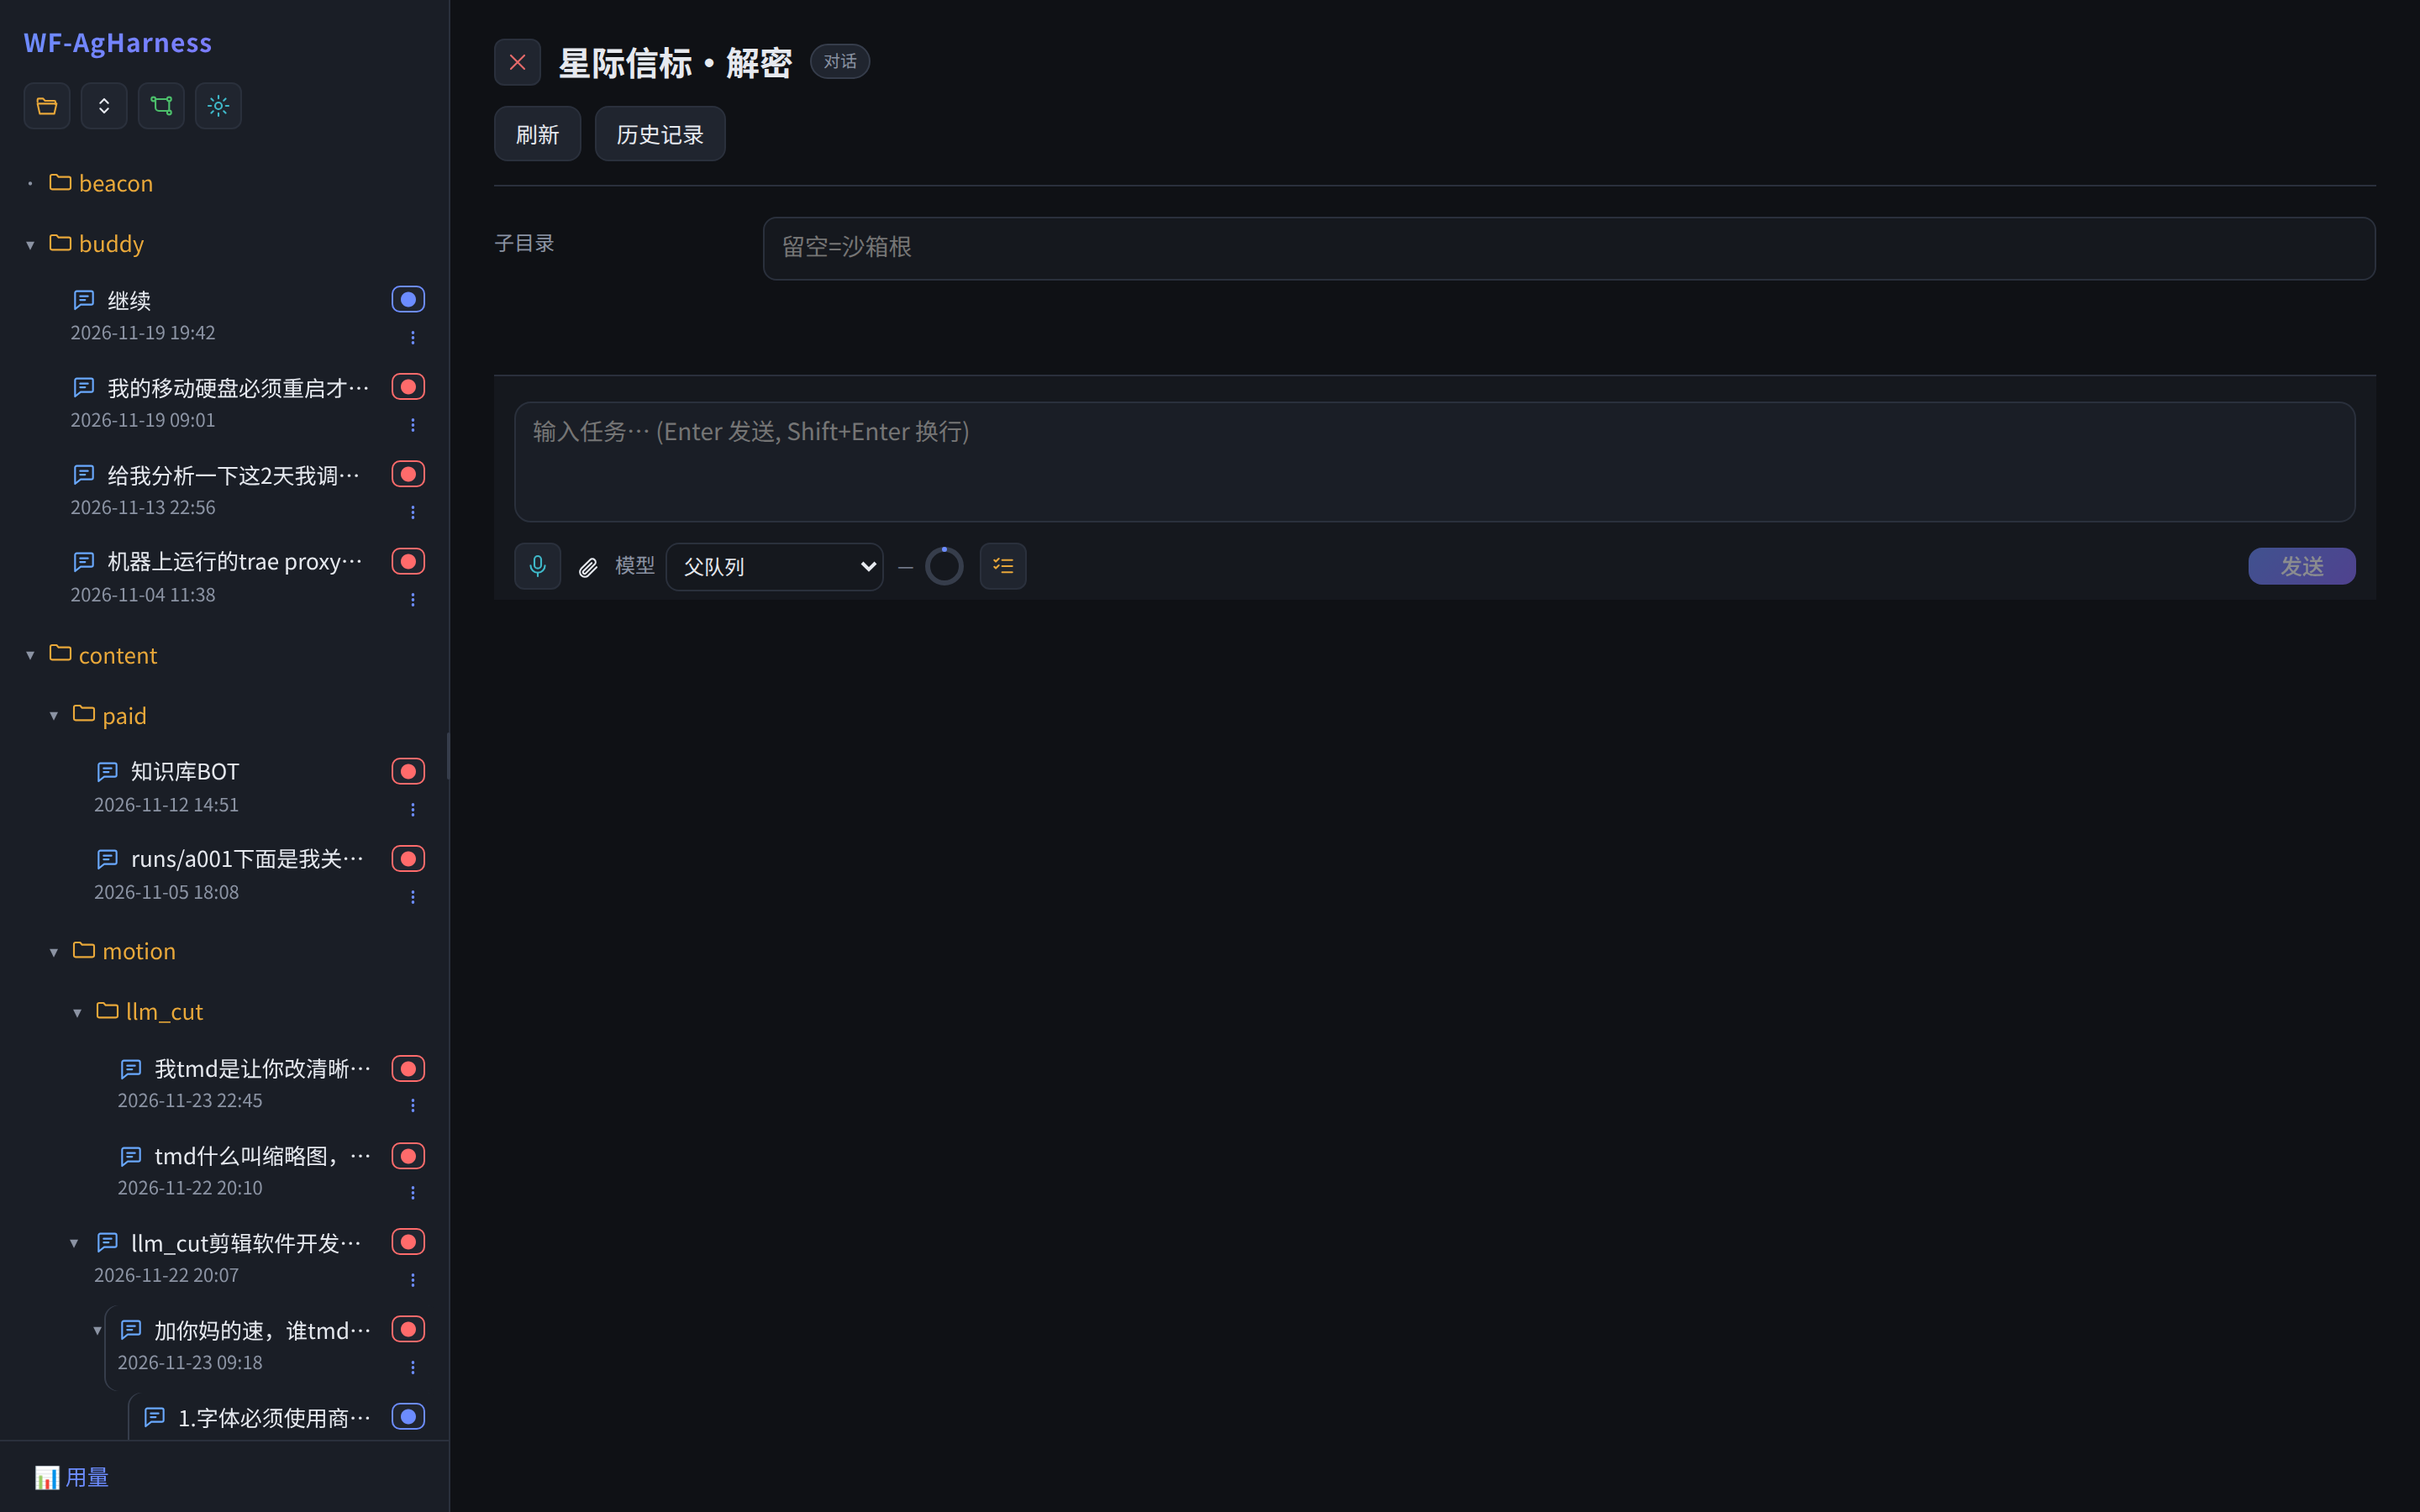 WF-AgHarness
beacon
buddy
继续
2026-11-19 19:42
我的移动硬盘必须重启才…
2026-11-19 09:01
给我分析一下这2天我调…
2026-11-13 22:56
机器上运行的trae proxy…
2026-11-04 11:38
content
paid
知识库BOT
2026-11-12 14:51
runs/a001下面是我关…
2026-11-05 18:08
motion
llm_cut
我tmd是让你改清晰…
2026-11-23 22:45
tmd什么叫缩略图，…
2026-11-22 20:10
llm_cut剪辑软件开发…
2026-11-22 20:07
加你妈的速，谁tmd…
2026-11-23 09:18
1.字体必须使用商…
用量
星际信标·解密 对话
刷新 历史记录
子目录 留空=沙箱根
输入任务… (Enter 发送, Shift+Enter 换行)
模型 父队列 — 发送